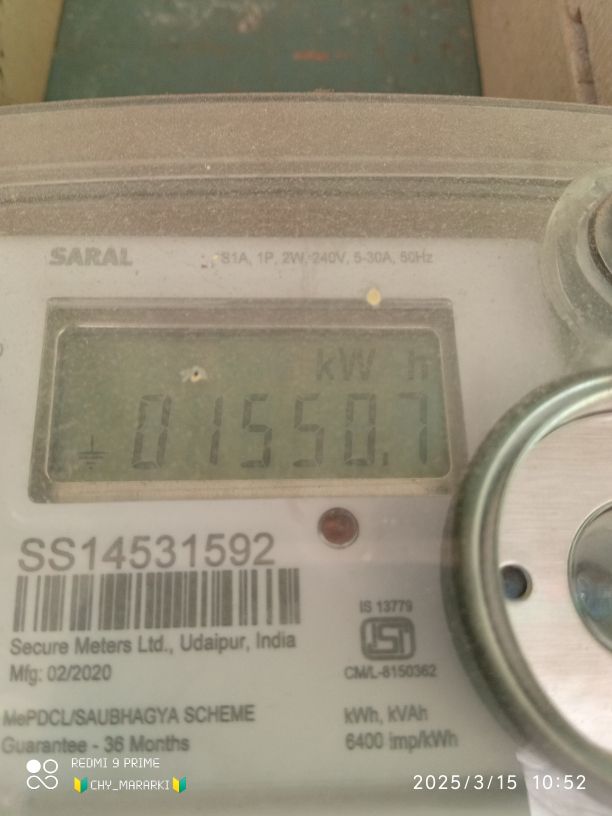 SARAL
S1A, 1P, 2W, 240V, 5-30A, 50Hz
kW h
01550.7
SS14531592
Secure Meters Ltd., Udaipur, India
Mfg: 02/2020
IS 13779
ISI
CM/L-8150362
MePDCL/SAUBHAGYA SCHEME
Guarantee - 36 Months
kWh, kVAh
6400 imp/kWh
REDMI 9 PRIME
🔰CHY_MARARKI🔰
2025/3/15 10:52